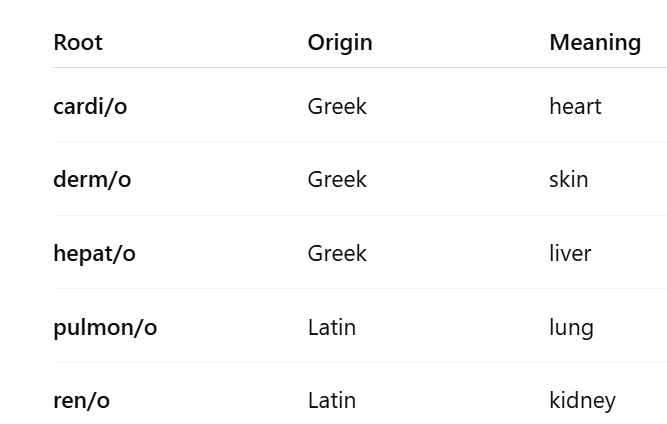 Root Origin Meaning
cardi/o Greek heart
derm/o Greek skin
hepat/o Greek liver
pulmon/o Latin lung
ren/o Latin kidney